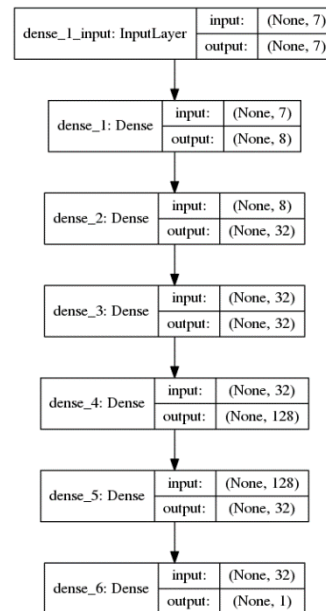 dense_1_input: InputLayer
input: (None, 7)
output: (None, 7)
dense_1: Dense
input: (None, 7)
output: (None, 8)
dense_2: Dense
input: (None, 8)
output: (None, 32)
dense_3: Dense
input: (None, 32)
output: (None, 32)
dense_4: Dense
input: (None, 32)
output: (None, 128)
dense_5: Dense
input: (None, 128)
output: (None, 32)
dense_6: Dense
input: (None, 32)
output: (None, 1)